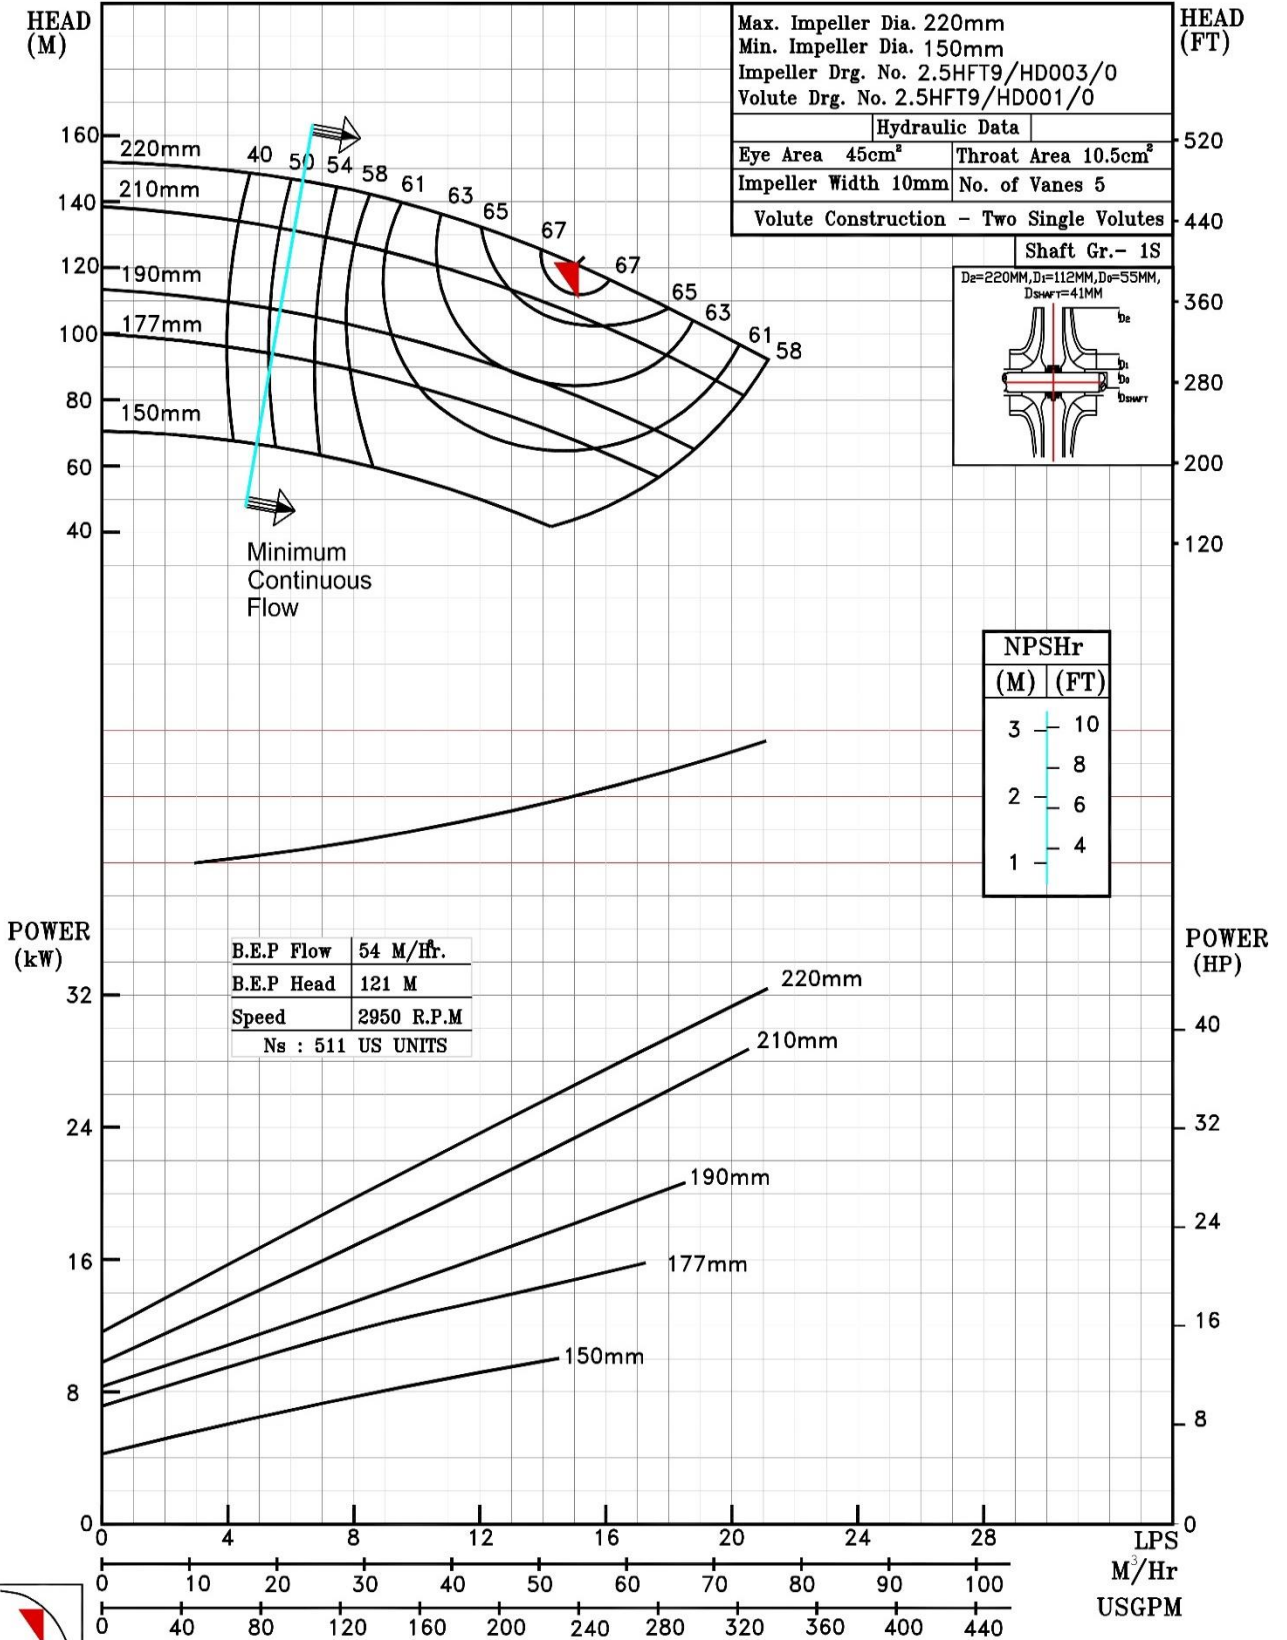 HEAD
(M)
HEAD
(FT)
Max. Impeller Dia. 220mm
Min. Impeller Dia. 150mm
Impeller Drg. No. 2.5HFT9/HD003/0
Volute Drg. No. 2.5HFT9/HD001/0
Hydraulic Data
Eye Area 45cm²
Throat Area 10.5cm²
Impeller Width 10mm
No. of Vanes 5
Volute Construction - Two Single Volutes
Shaft Gr.- 1S
D2=220MM,D1=112MM,D0=55MM,
DSHAFT=41MM
D2
D1
D0
DSHAFT
160
140
120
100
80
60
40
520
440
360
280
200
120
220mm
210mm
190mm
177mm
150mm
40 50 54 58 61 63 65 67
67
65
63
61
58
Minimum
Continuous
Flow
NPSHr
(M) (FT)
3 10
8
2
6
4
1
POWER
(kW)
POWER
(HP)
B.E.P Flow 54 M³/Hr.
B.E.P Head 121 M
Speed 2950 R.P.M
Ns : 511 US UNITS
32
24
16
8
0
40
32
24
16
8
0
220mm
210mm
190mm
177mm
150mm
0 4 8 12 16 20 24 28 LPS
0 10 20 30 40 50 60 70 80 90 100 M³/Hr
0 40 80 120 160 200 240 280 320 360 400 440 USGPM